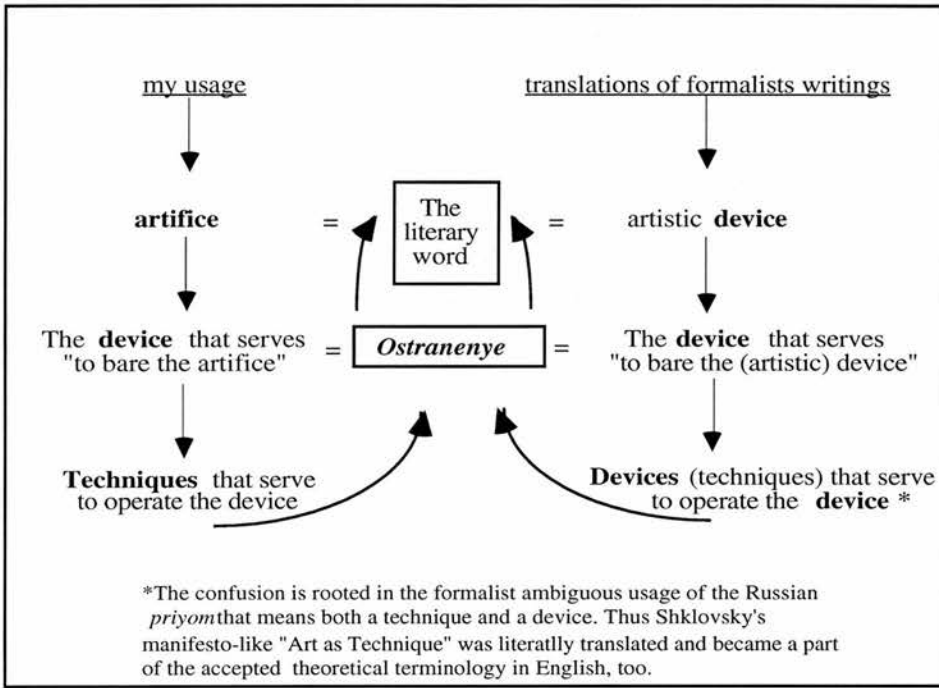 my usage
translations of formalists writings
artifice = The literary word = artistic device
The device that serves "to bare the artifice" = Ostranenye = The device that serves "to bare the (artistic) device"
Techniques that serve
to operate the device
Devices (techniques) that serve
to operate the device *
*The confusion is rooted in the formalist ambiguous usage of the Russian
priyom that means both a technique and a device. Thus Shklovsky's
manifesto-like "Art as Technique" was literatlly translated and became a part
of the accepted theoretical terminology in English, too.